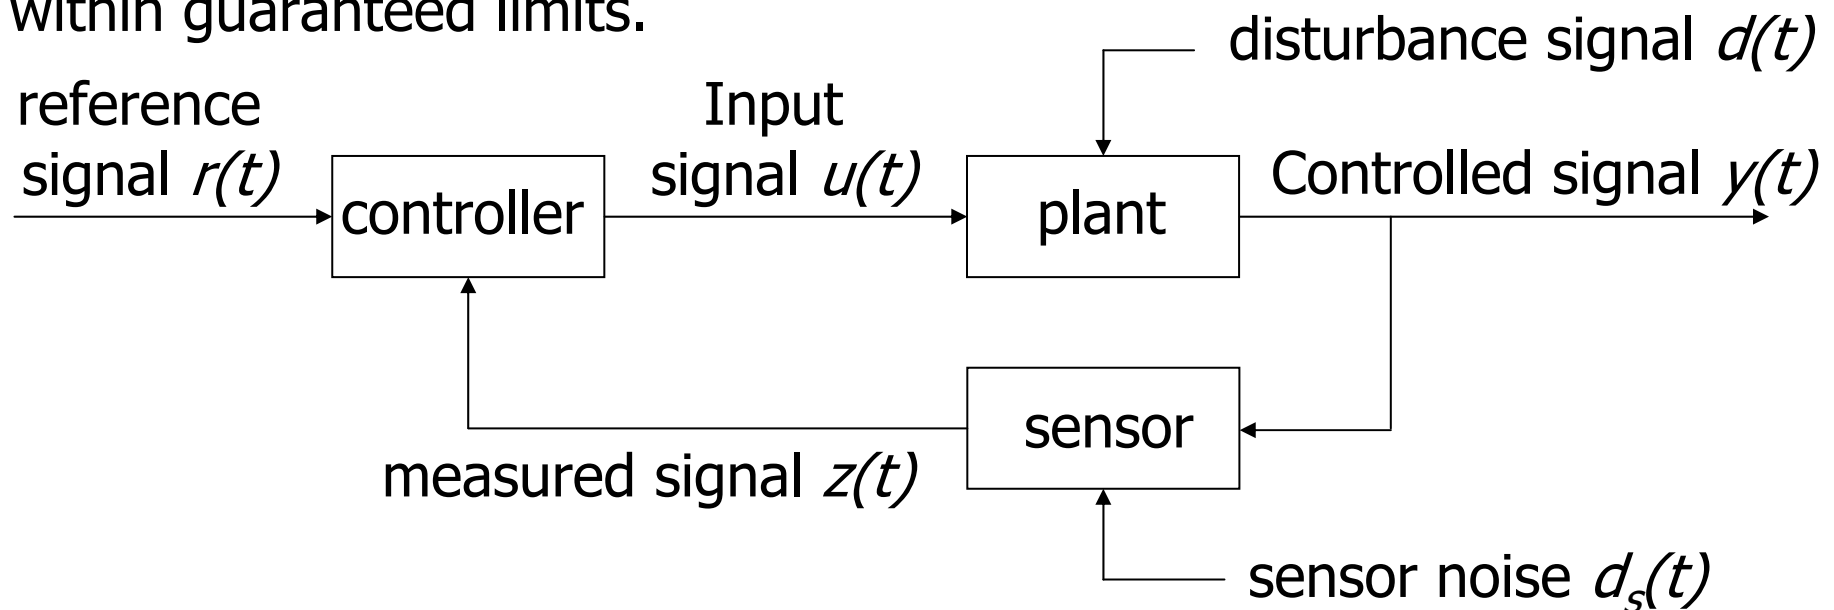 within guaranteed limits.
disturbance signal d(t)
reference
signal r(t)
Input
signal u(t)
Controlled signal y(t)
controller
plant
sensor
measured signal z(t)
sensor noise dₛ(t)